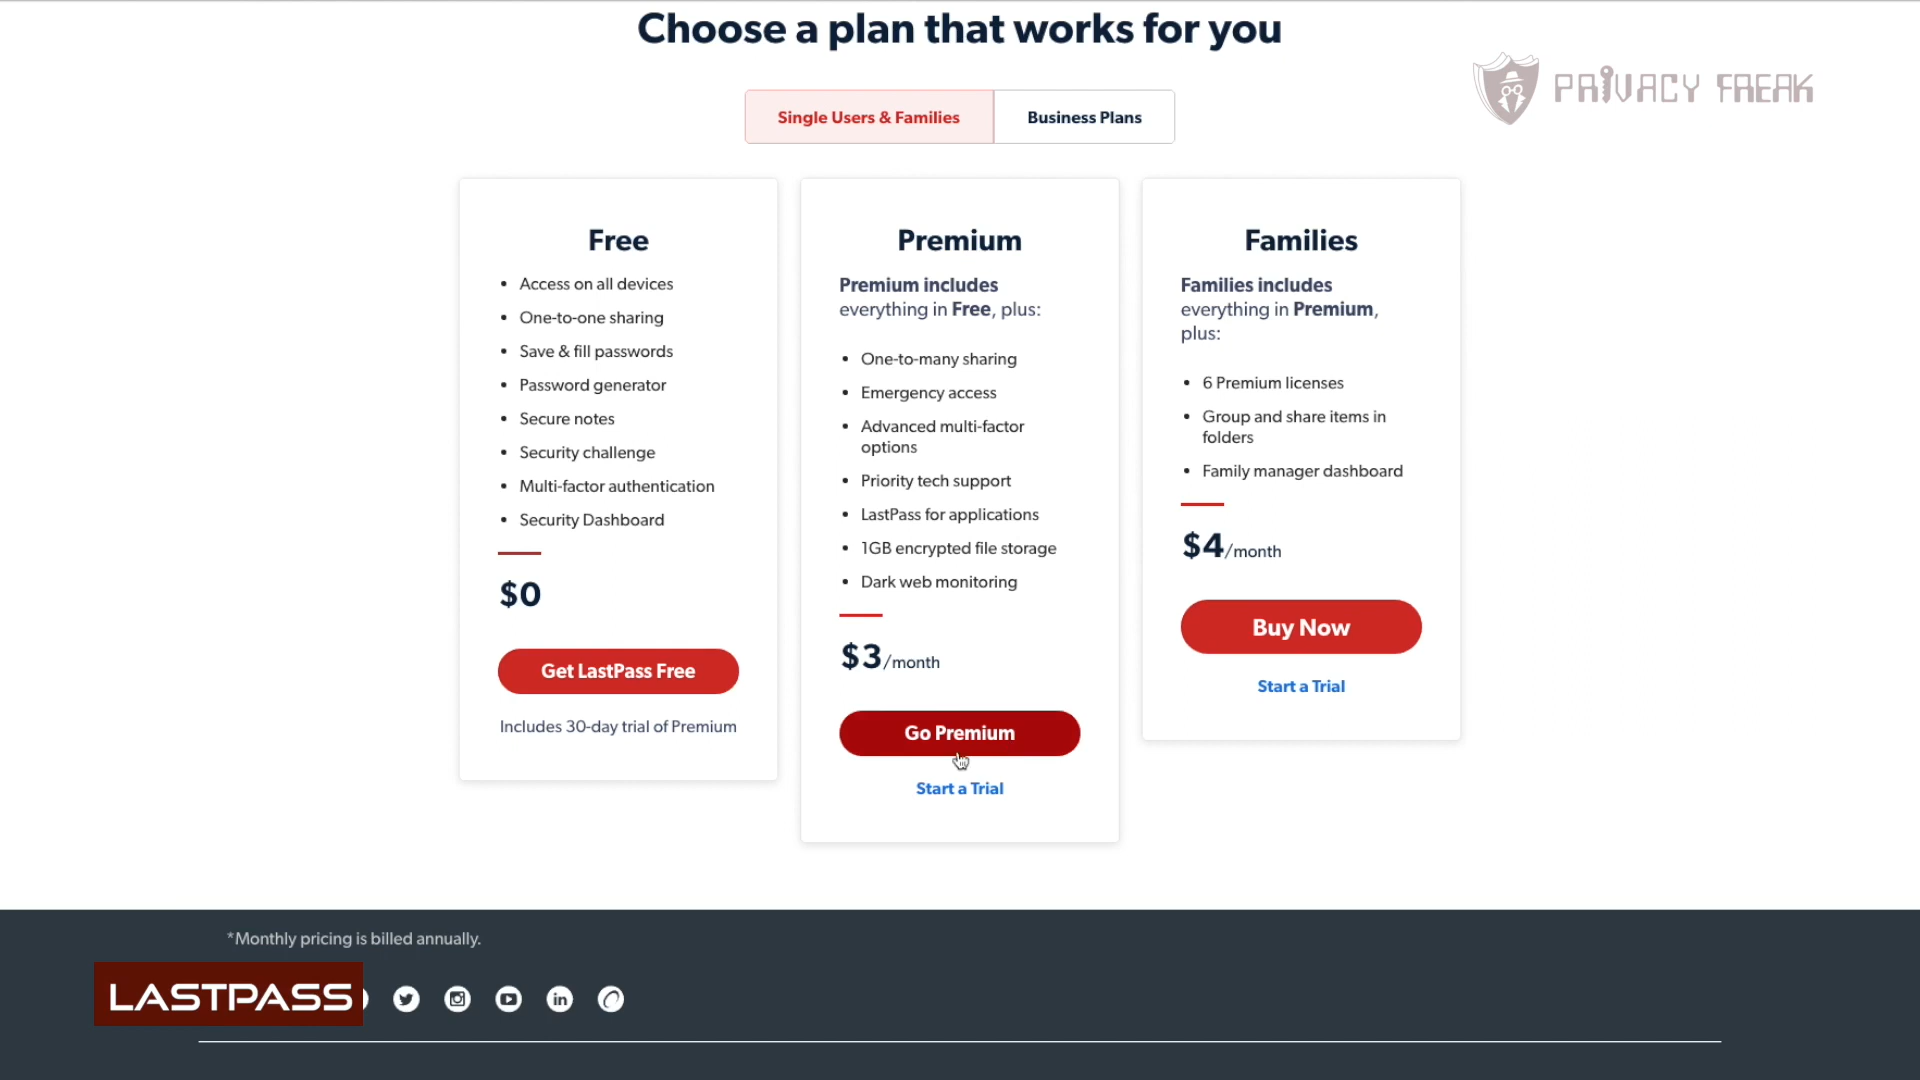 Choose a plan that works for you
PRIVACY FREAK
Single Users & Families
Business Plans
Free
• Access on all devices
• One-to-one sharing
• Save & fill passwords
• Password generator
• Secure notes
• Security challenge
• Multi-factor authentication
• Security Dashboard
$0
Get LastPass Free
Includes 30-day trial of Premium
Premium
Premium includes
everything in Free, plus:
• One-to-many sharing
• Emergency access
• Advanced multi-factor
options
• Priority tech support
• LastPass for applications
• 1GB encrypted file storage
• Dark web monitoring
$3/month
Go Premium
Start a Trial
Families
Families includes
everything in Premium,
plus:
• 6 Premium licenses
• Group and share items in
folders
• Family manager dashboard
$4/month
Buy Now
Start a Trial
*Monthly pricing is billed annually.
LASTPASS
in